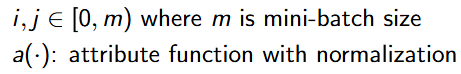 i, j ∈ [0, m) where m is mini-batch size
a(·): attribute function with normalization